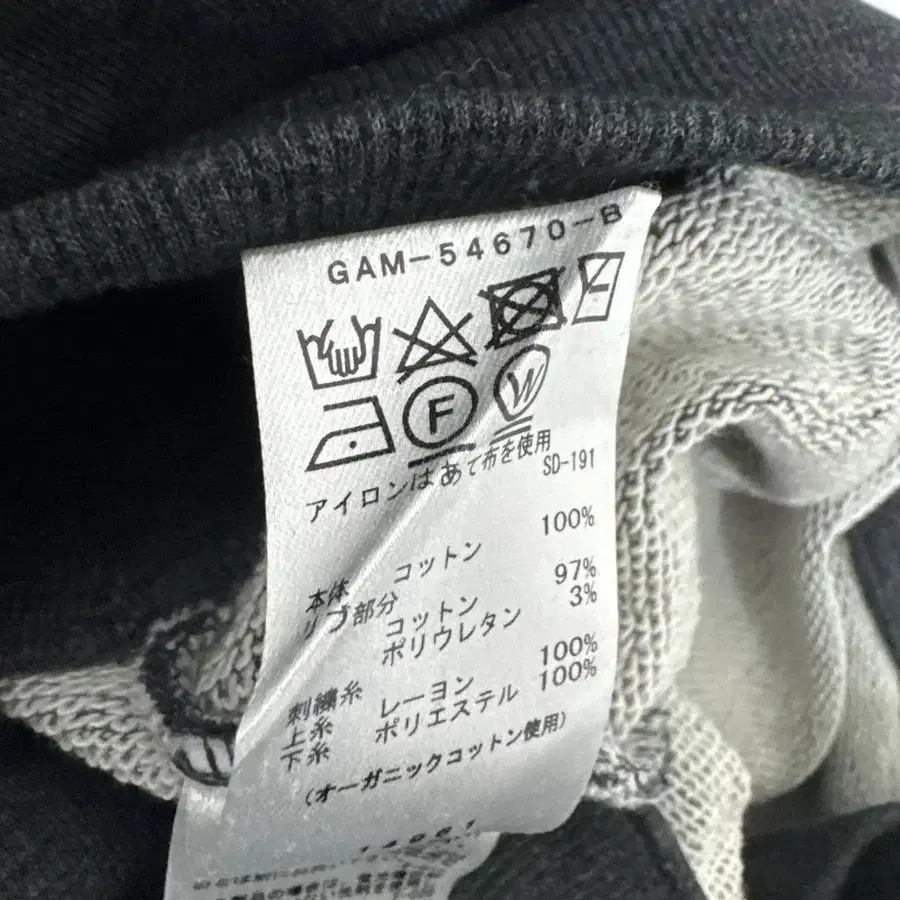 GAM-54670-B
F W
アイロンはあて布を使用
SD-191
本体 コットン 100%
リブ部分 コットン 97%
ポリウレタン 3%
刺繍糸
上糸 レーヨン 100%
下糸 ポリエステル 100%
(オーガニックコットン使用)